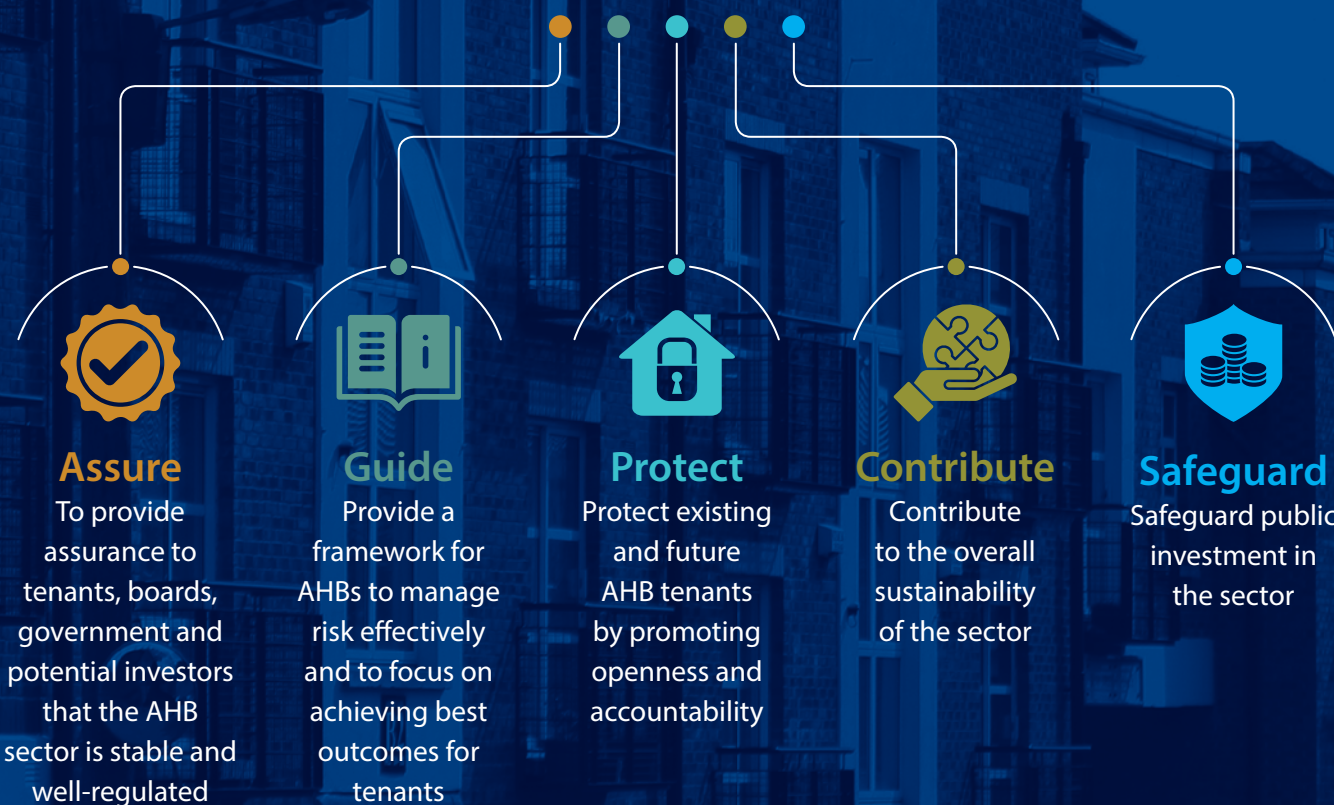 Assure
To provide
assurance to
tenants, boards,
government and
potential investors
that the AHB
sector is stable and
well-regulated
Guide
Provide a
framework for
AHBs to manage
risk effectively
and to focus on
achieving best
outcomes for
tenants
Protect
Protect existing
and future
AHB tenants
by promoting
openness and
accountability
Contribute
Contribute
to the overall
sustainability
of the sector
Safeguard
Safeguard public
investment in
the sector